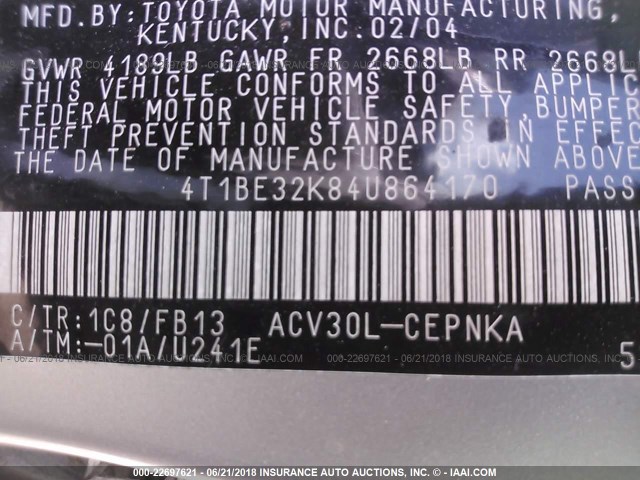 MFD. BY: TOYOTA MOTOR MANUFACTURING,
KENTUCKY, INC. 02/04
GVWR 4189LB GAWR FR 2668LB RR 2668L
THIS VEHICLE CONFORMS TO ALL APPLIC
FEDERAL MOTOR VEHICLE SAFETY, BUMPER
THEFT PREVENTION STANDARDS IN EFFEC
THE DATE OF MANUFACTURE SHOWN ABOVE
4T1BE32K84U864170 PASS
C/TR: 1C8/FB13 ACV30L-CEPNKA
A/TM: -01A/U241E 5
000-22697621 - 06/21/2018 INSURANCE AUTO AUCTIONS, INC. - © IAAI.COM